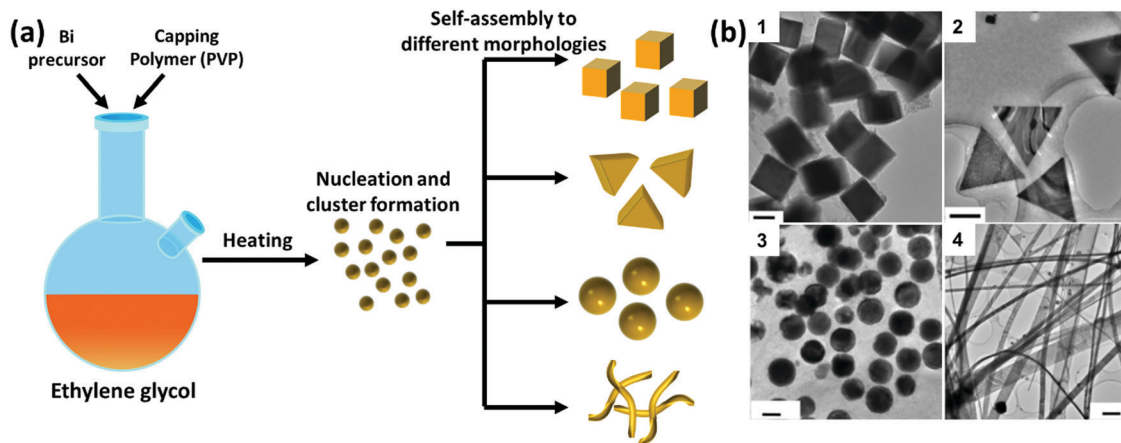 (a)
Bi
precursor
Capping
Polymer (PVP)
Ethylene glycol
Heating
Nucleation and
cluster formation
Self-assembly to
different morphologies
(b)
1
2
3
4